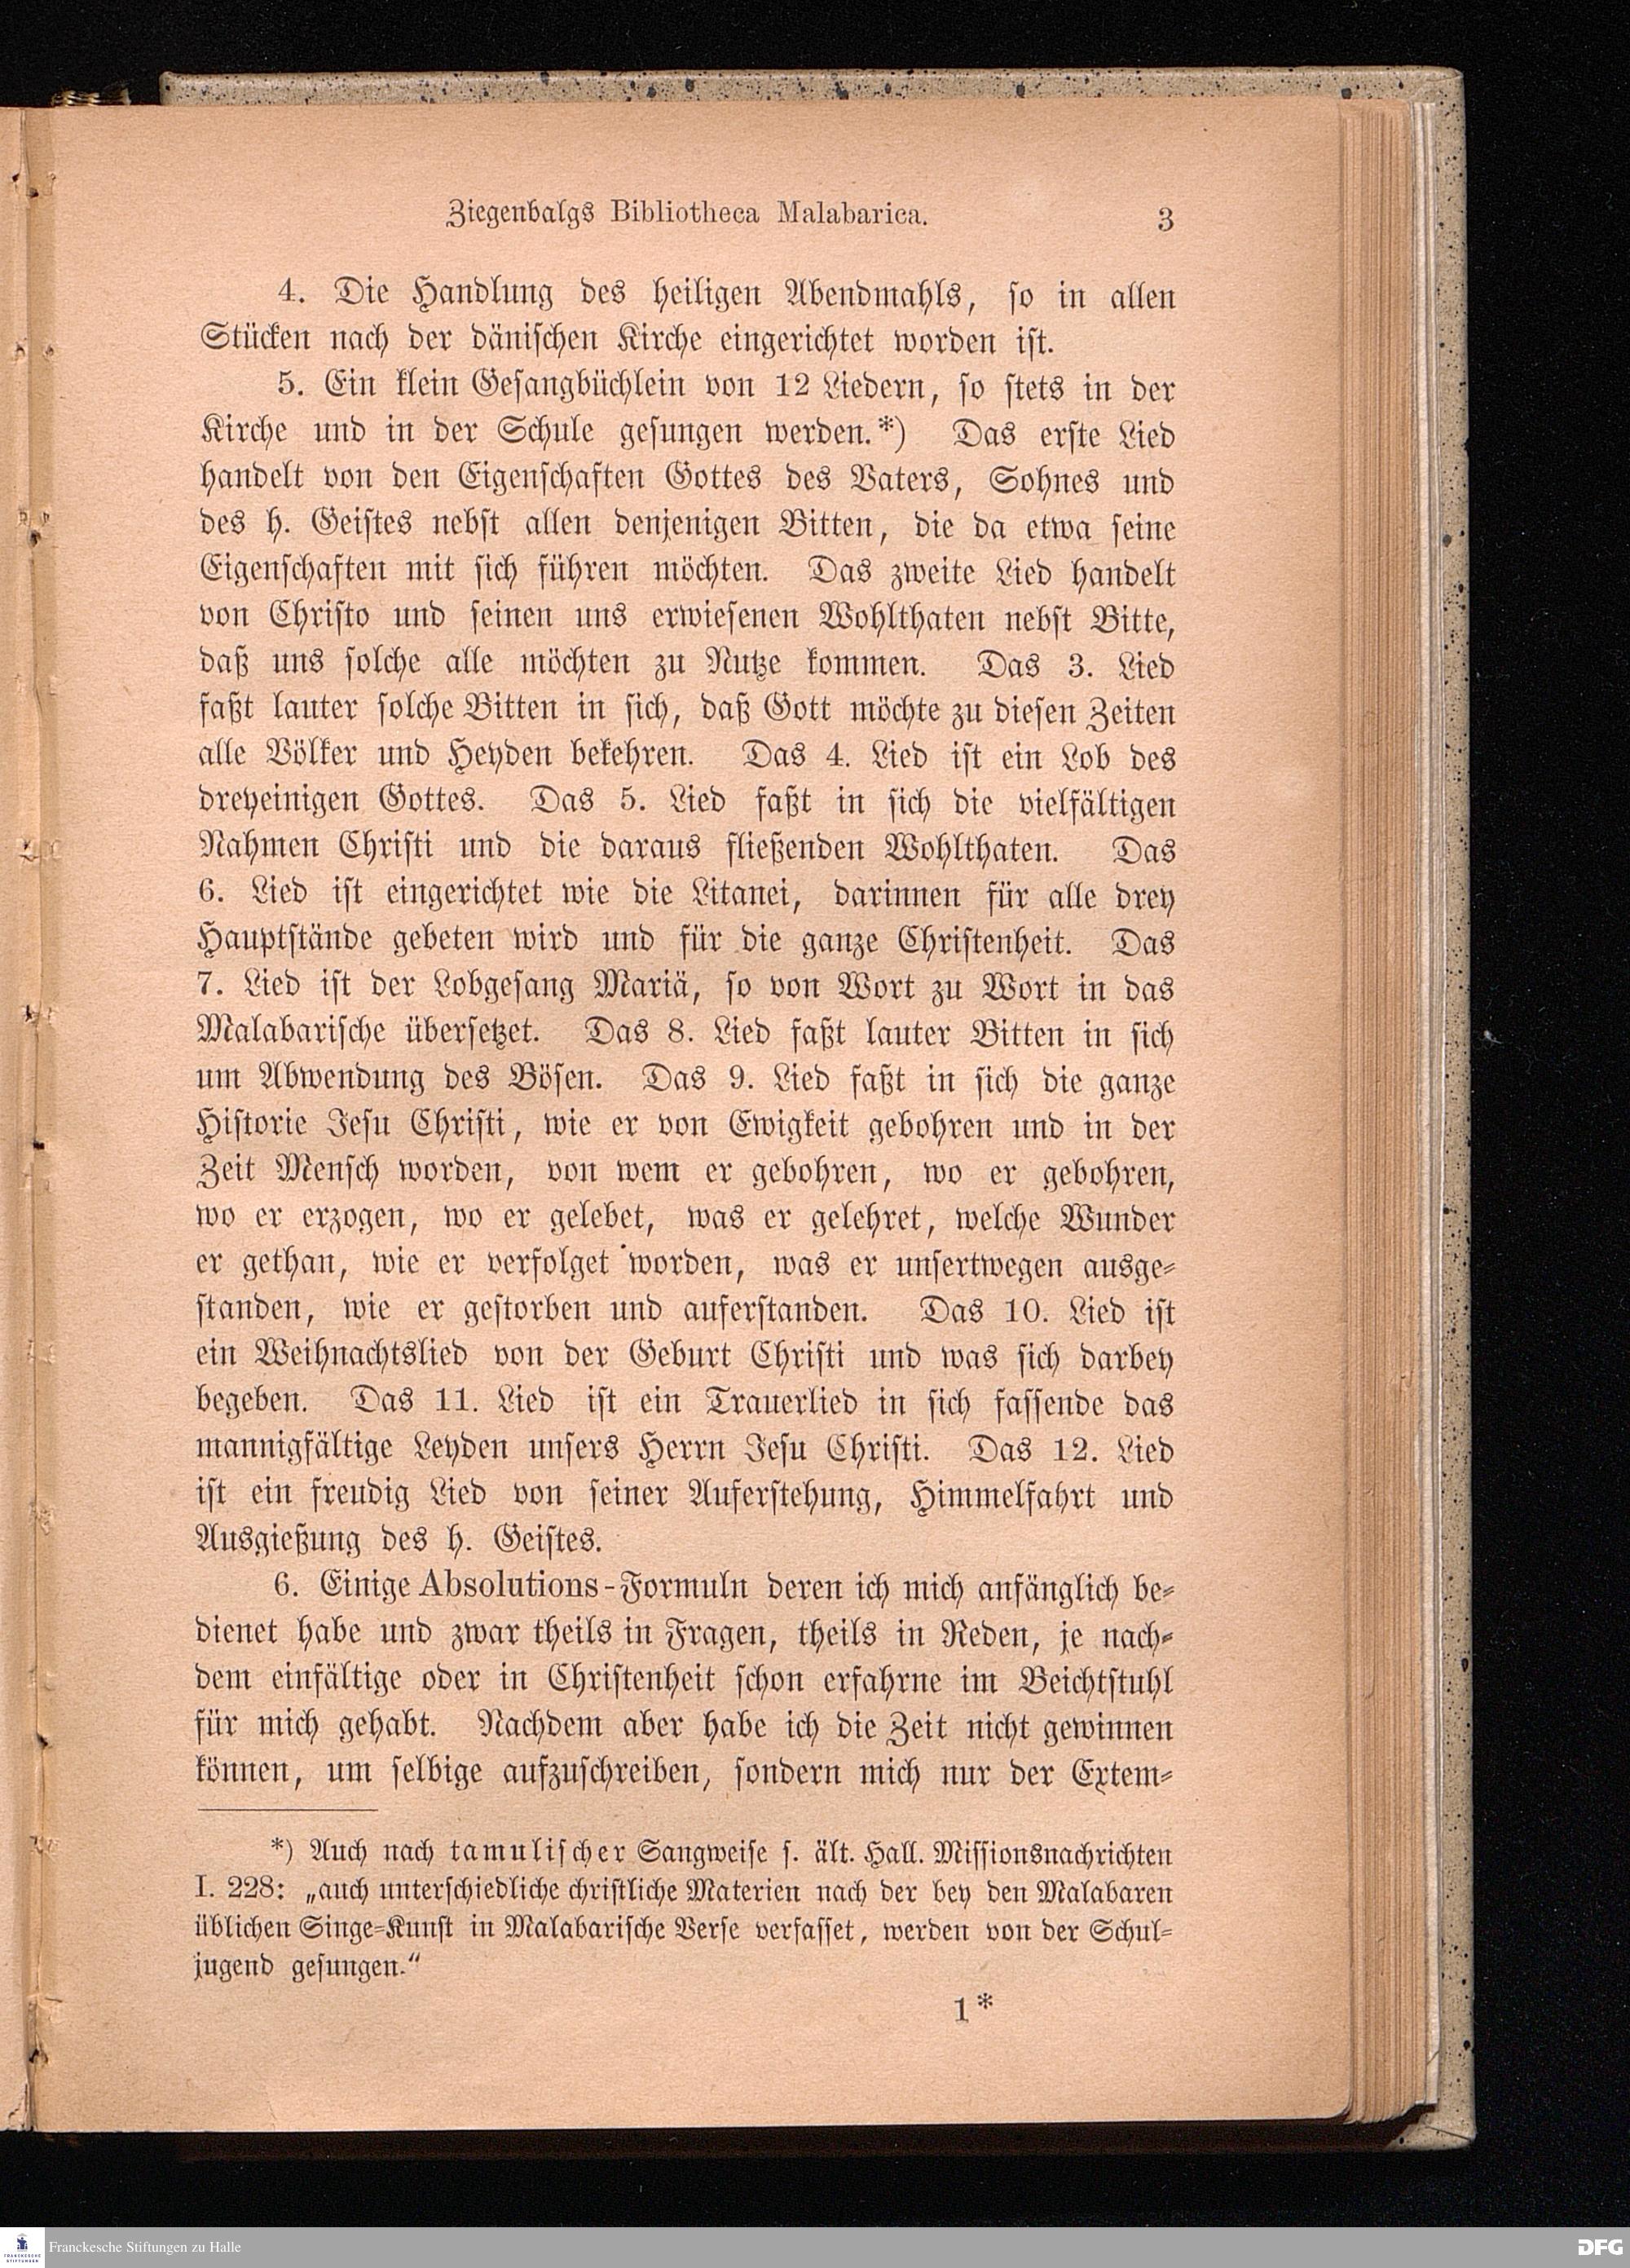 Ziegenbalgs Bibliotheca Malabarica. 3
4. Die Handlung des heiligen Abendmahls, so in allen
Stücken nach der dänischen Kirche eingerichtet worden ist.
5. Ein klein Gesangbüchlein von 12 Liedern, so stets in der
Kirche und in der Schule gesungen werden.*) Das erste Lied
handelt von den Eigenschaften Gottes des Vaters, Sohnes und
des h. Geistes nebst allen denjenigen Bitten, die da etwa seine
Eigenschaften mit sich führen möchten. Das zweite Lied handelt
von Christo und seinen uns erwiesenen Wohlthaten nebst Bitte,
daß uns solche alle möchten zu Nutze kommen. Das 3. Lied
faßt lauter solche Bitten in sich, daß Gott möchte zu diesen Zeiten
alle Völker und Heyden bekehren. Das 4. Lied ist ein Lob des
dreyeinigen Gottes. Das 5. Lied faßt in sich die vielfältigen
Nahmen Christi und die daraus fließenden Wohlthaten. Das
6. Lied ist eingerichtet wie die Litanei, darinnen für alle drey
Hauptstände gebeten wird und für die ganze Christenheit. Das
7. Lied ist der Lobgesang Mariä, so von Wort zu Wort in das
Malabarische übersetzet. Das 8. Lied faßt lauter Bitten in sich
um Abwendung des Bösen. Das 9. Lied faßt in sich die ganze
Historie Jesu Christi, wie er von Ewigkeit gebohren und in der
Zeit Mensch worden, von wem er gebohren, wo er gebohren,
wo er erzogen, wo er gelebet, was er gelehret, welche Wunder
er gethan, wie er verfolget worden, was er unsertwegen ausge-
standen, wie er gestorben und auferstanden. Das 10. Lied ist
ein Weihnachtslied von der Geburt Christi und was sich darbey
begeben. Das 11. Lied ist ein Trauerlied in sich fassende das
mannigfältige Leyden unsers Herrn Jesu Christi. Das 12. Lied
ist ein freudig Lied von seiner Auferstehung, Himmelfahrt und
Ausgießung des h. Geistes.
6. Einige Absolutions-Formuln deren ich mich anfänglich be-
dienet habe und zwar theils in Fragen, theils in Reden, je nach-
dem einfältige oder in Christenheit schon erfahrne im Beichtstuhl
für mich gehabt. Nachdem aber habe ich die Zeit nicht gewinnen
können, um selbige aufzuschreiben, sondern mich nur der Extem-
*) Auch nach tamulischer Sangweise s. ält. Hall. Missionsnachrichten
I. 228: „auch unterschiedliche christliche Materien nach der bey den Malabaren
üblichen Singe-Kunst in Malabarische Verse verfasset, werden von der Schul-
jugend gesungen.“
1*
FRANCKESCHE STIFTUNGEN
Franckesche Stiftungen zu Halle
DFG